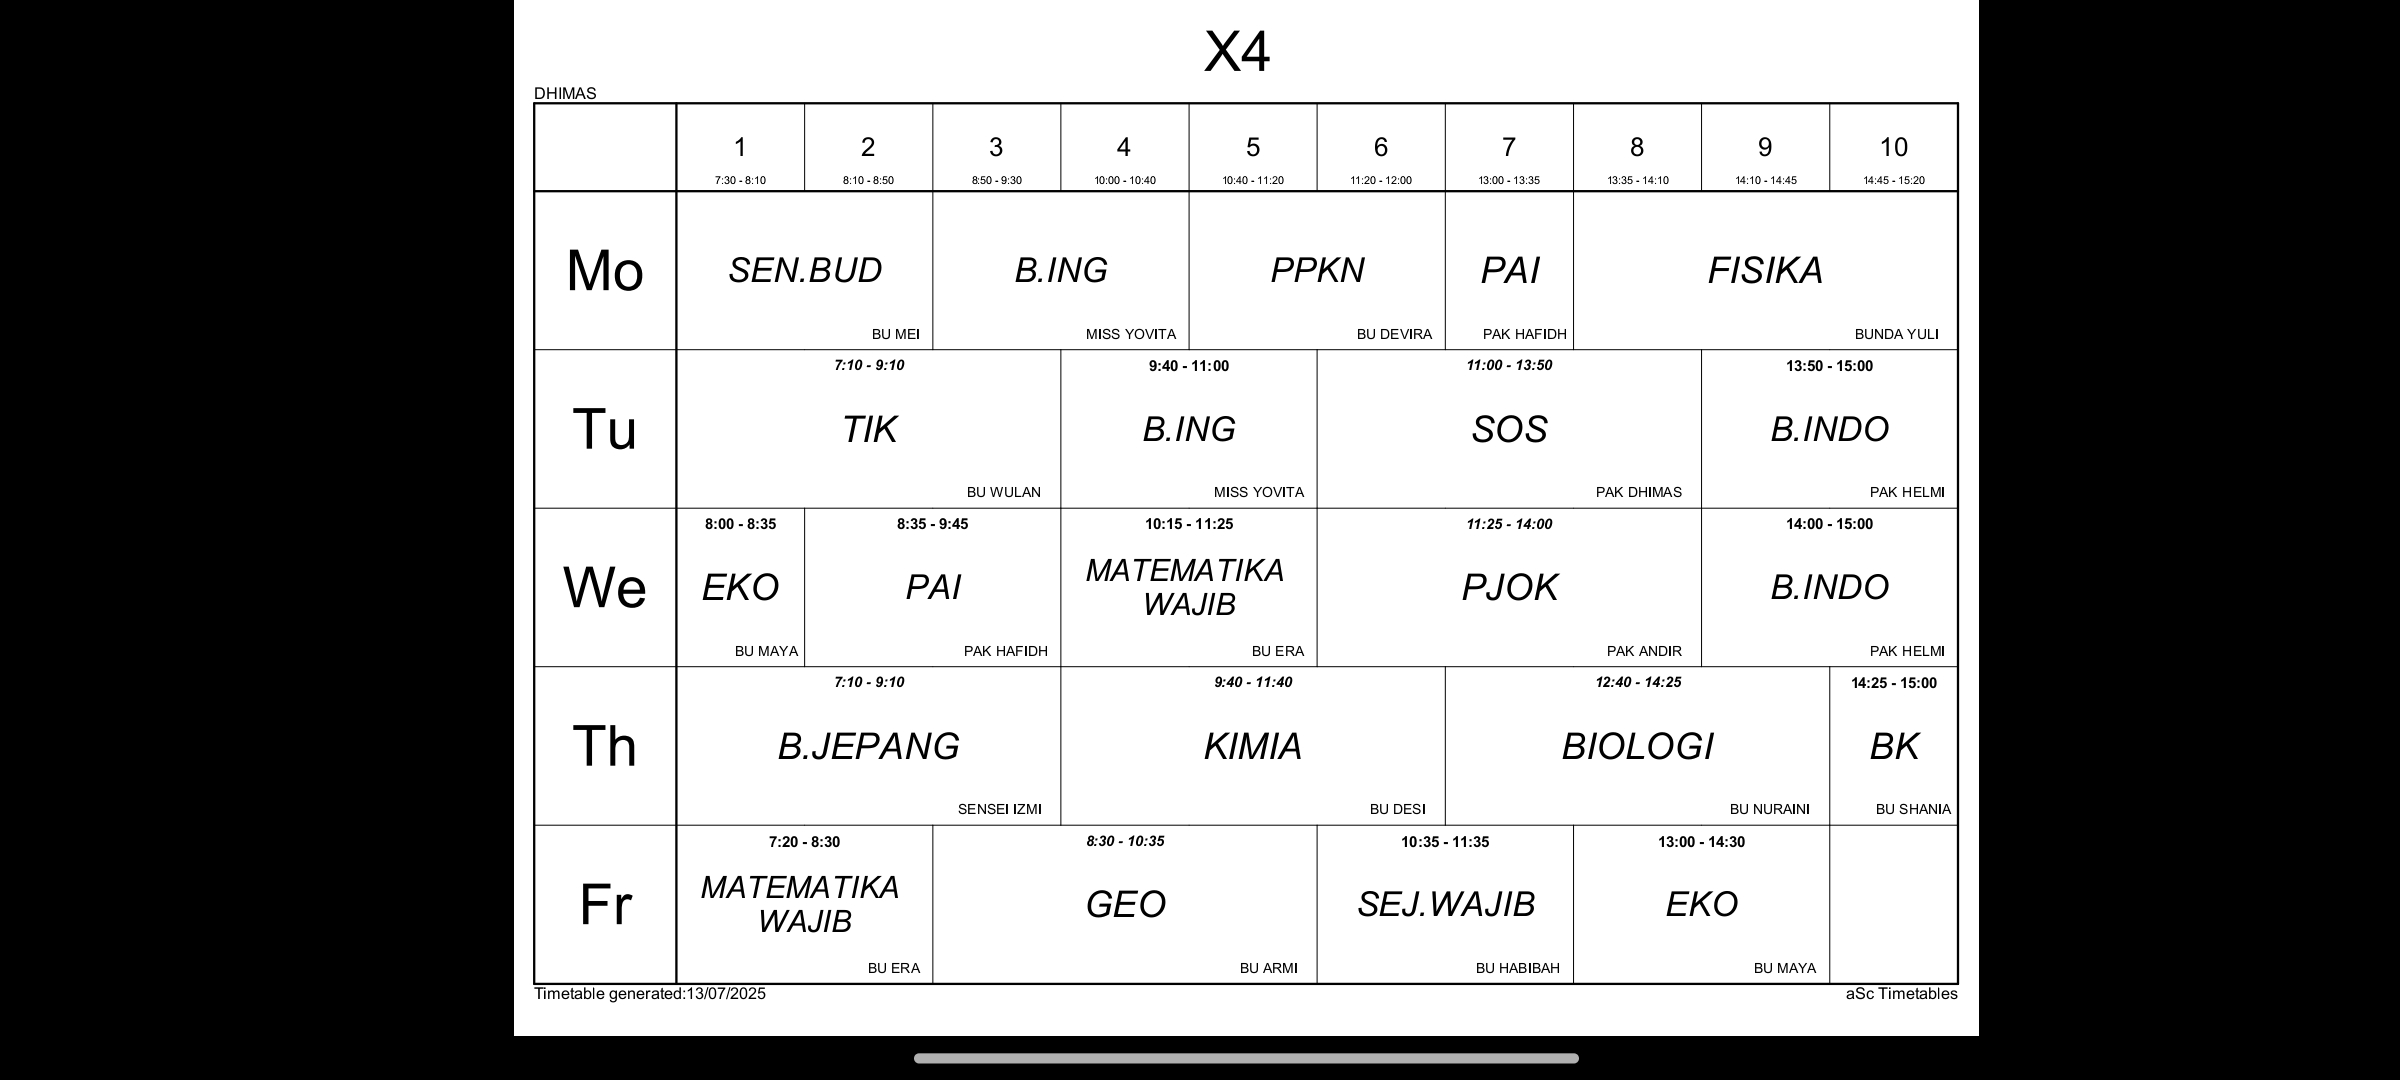 X4
DHIMAS
1 2 3 4 5 6 7 8 9 10
7:30 - 8:10 8:10 - 8:50 8:50 - 9:30 10:00 - 10:40 10:40 - 11:20 11:20 - 12:00 13:00 - 13:35 13:35 - 14:10 14:10 - 14:45 14:45 - 15:20
Mo SEN.BUD B.ING PPKN PAI FISIKA
BU MEI MISS YOVITA BU DEVIRA PAK HAFIDH BUNDA YULI
7:10 - 9:10 9:40 - 11:00 11:00 - 13:50 13:50 - 15:00
Tu TIK B.ING SOS B.INDO
BU WULAN MISS YOVITA PAK DHIMAS PAK HELMI
8:00 - 8:35 8:35 - 9:45 10:15 - 11:25 11:25 - 14:00 14:00 - 15:00
We EKO PAI MATEMATIKA WAJIB PJOK B.INDO
BU MAYA PAK HAFIDH BU ERA PAK ANDIR PAK HELMI
7:10 - 9:10 9:40 - 11:40 12:40 - 14:25 14:25 - 15:00
Th B.JEPANG KIMIA BIOLOGI BK
SENSEI IZMI BU DESI BU NURAINI BU SHANIA
7:20 - 8:30 8:30 - 10:35 10:35 - 11:35 13:00 - 14:30
Fr MATEMATIKA WAJIB GEO SEJ.WAJIB EKO
BU ERA BU ARMI BU HABIBAH BU MAYA
Timetable generated:13/07/2025 aSc Timetables